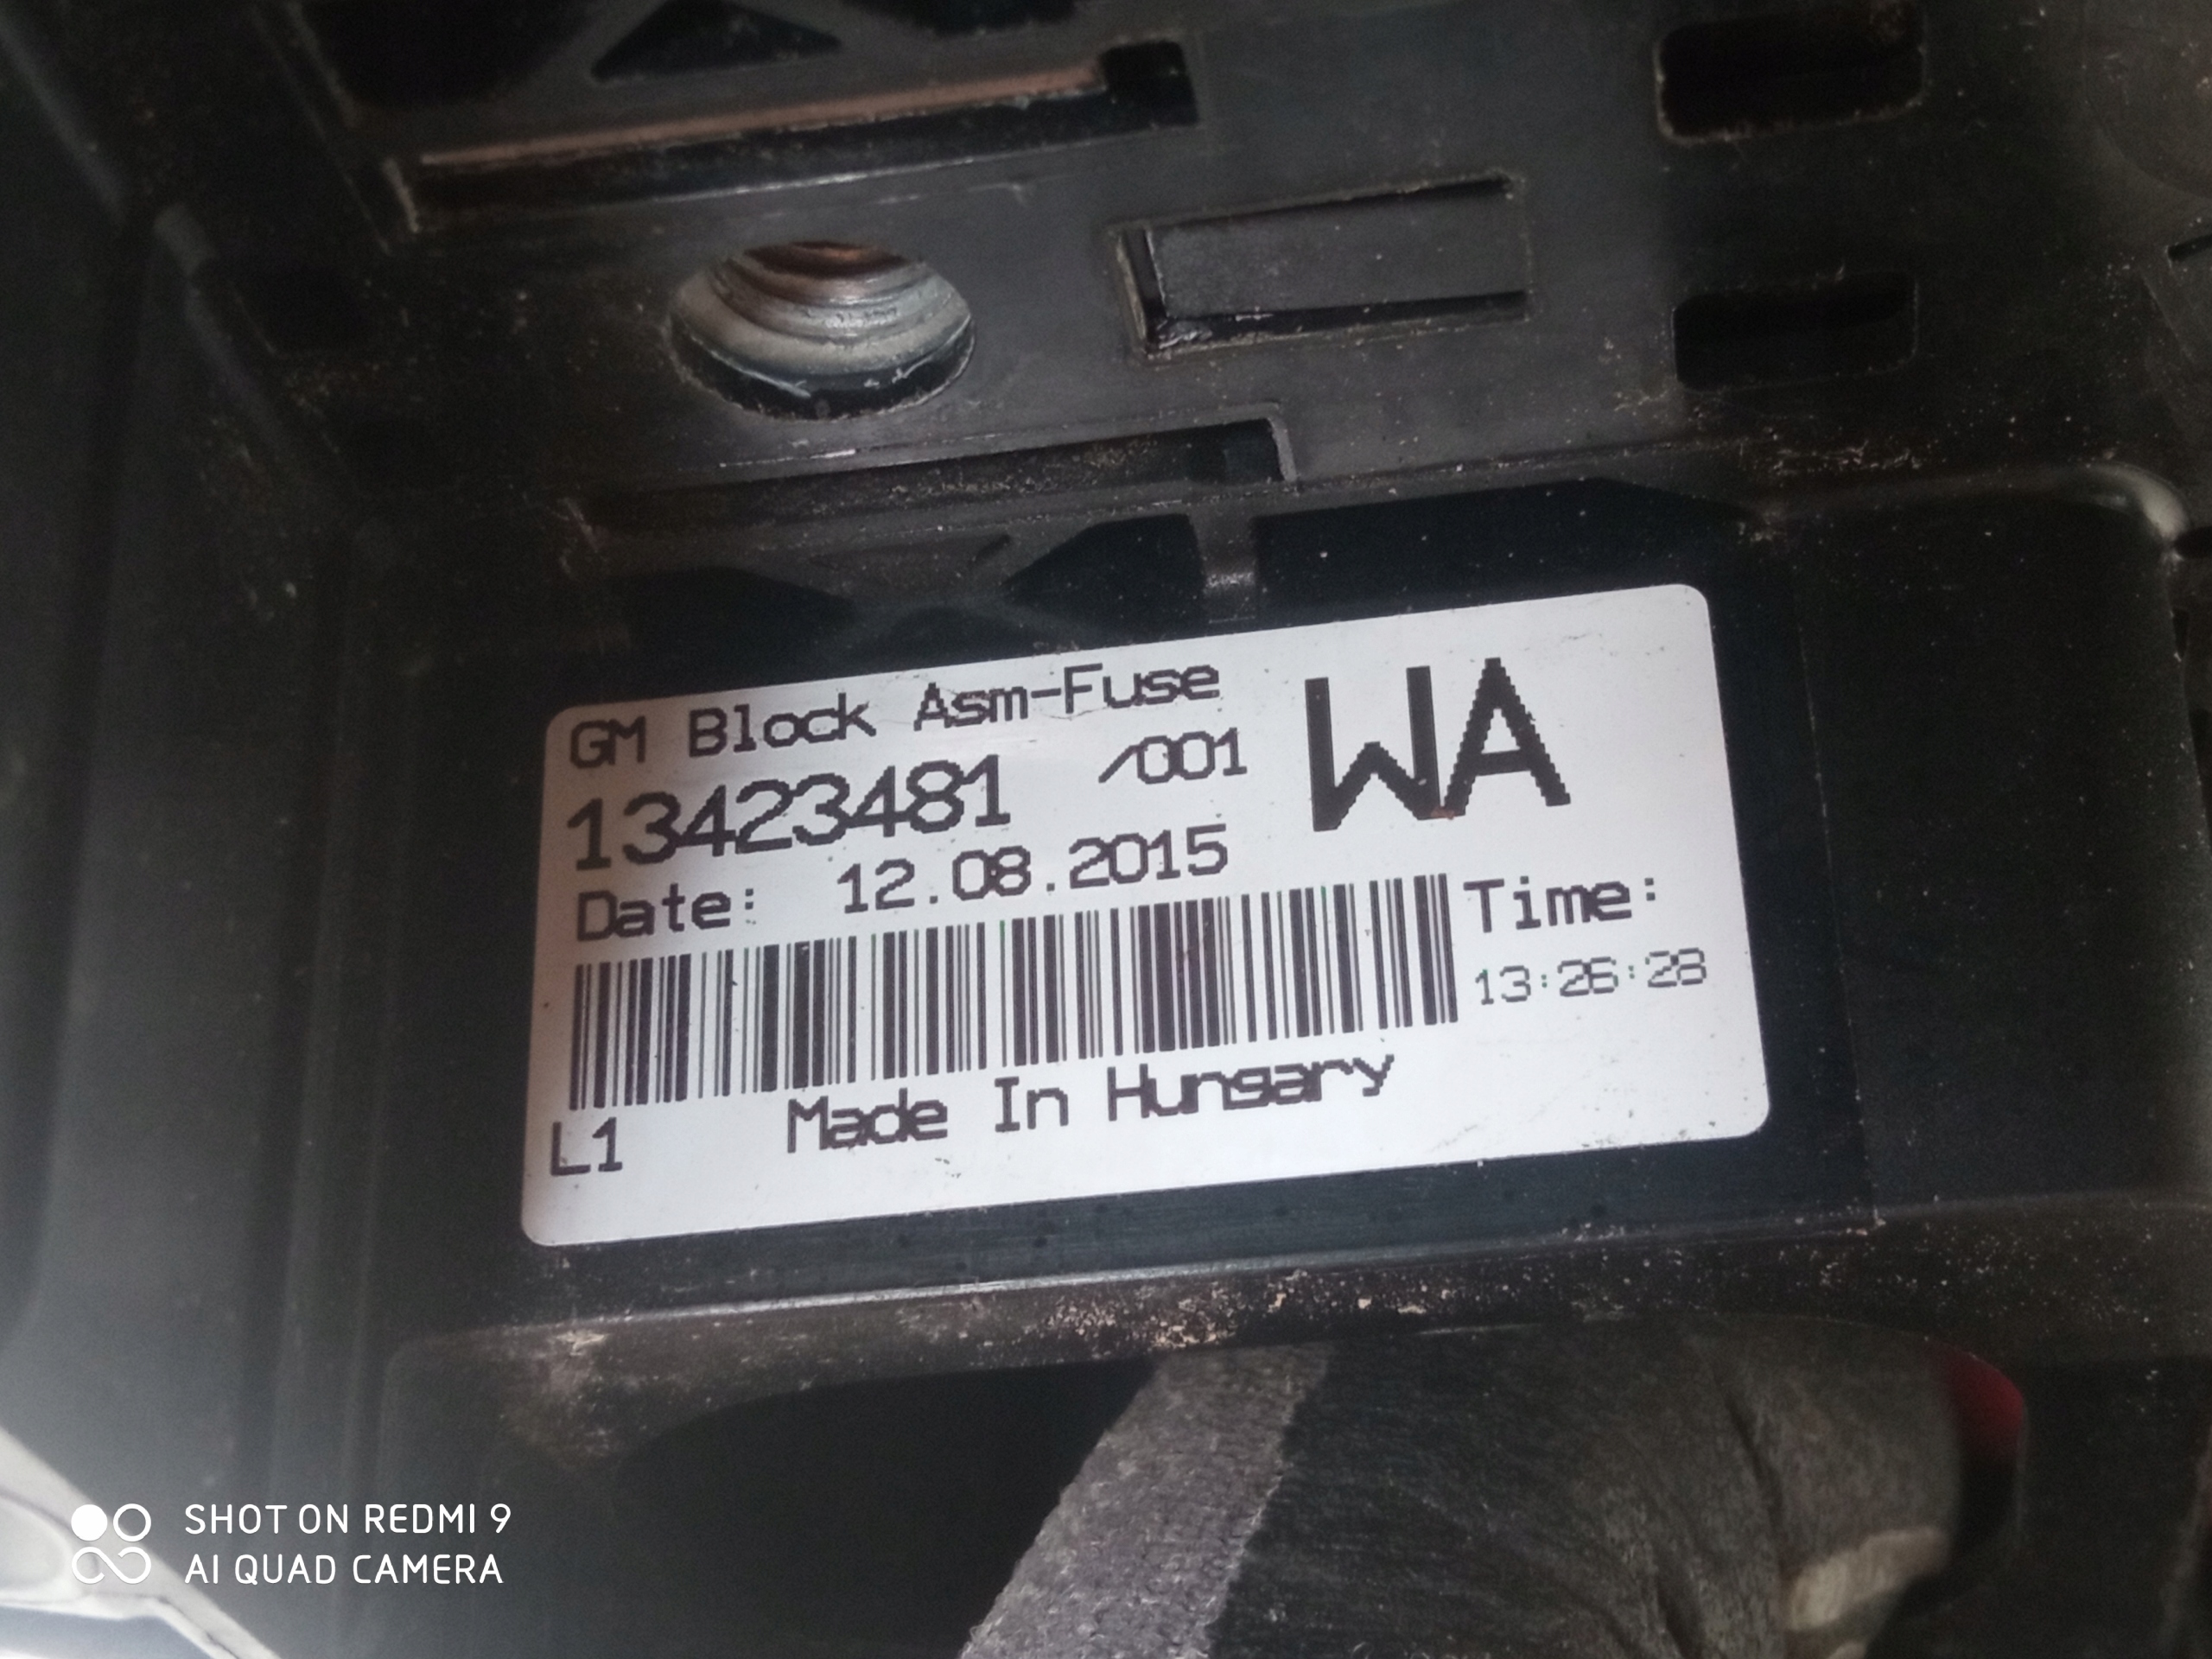 GM Block Asm-Fuse
13423481 /001 WA
Date: 12.08.2015
Time:
13:26:28
L1 Made In Hungary
SHOT ON REDMI 9
AI QUAD CAMERA